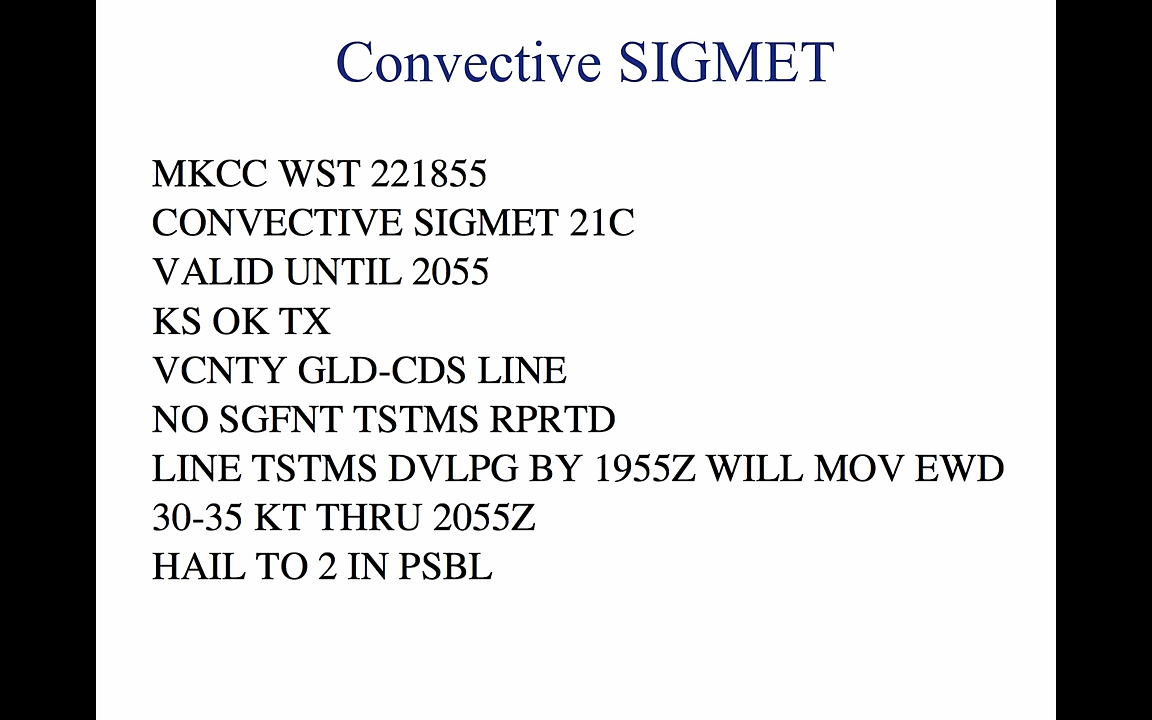 Convective SIGMET
MKCC WST 221855
CONVECTIVE SIGMET 21C
VALID UNTIL 2055
KS OK TX
VCNTY GLD-CDS LINE
NO SGFNT TSTMS RPRTD
LINE TSTMS DVLPG BY 1955Z WILL MOV EWD
30-35 KT THRU 2055Z
HAIL TO 2 IN PSBL